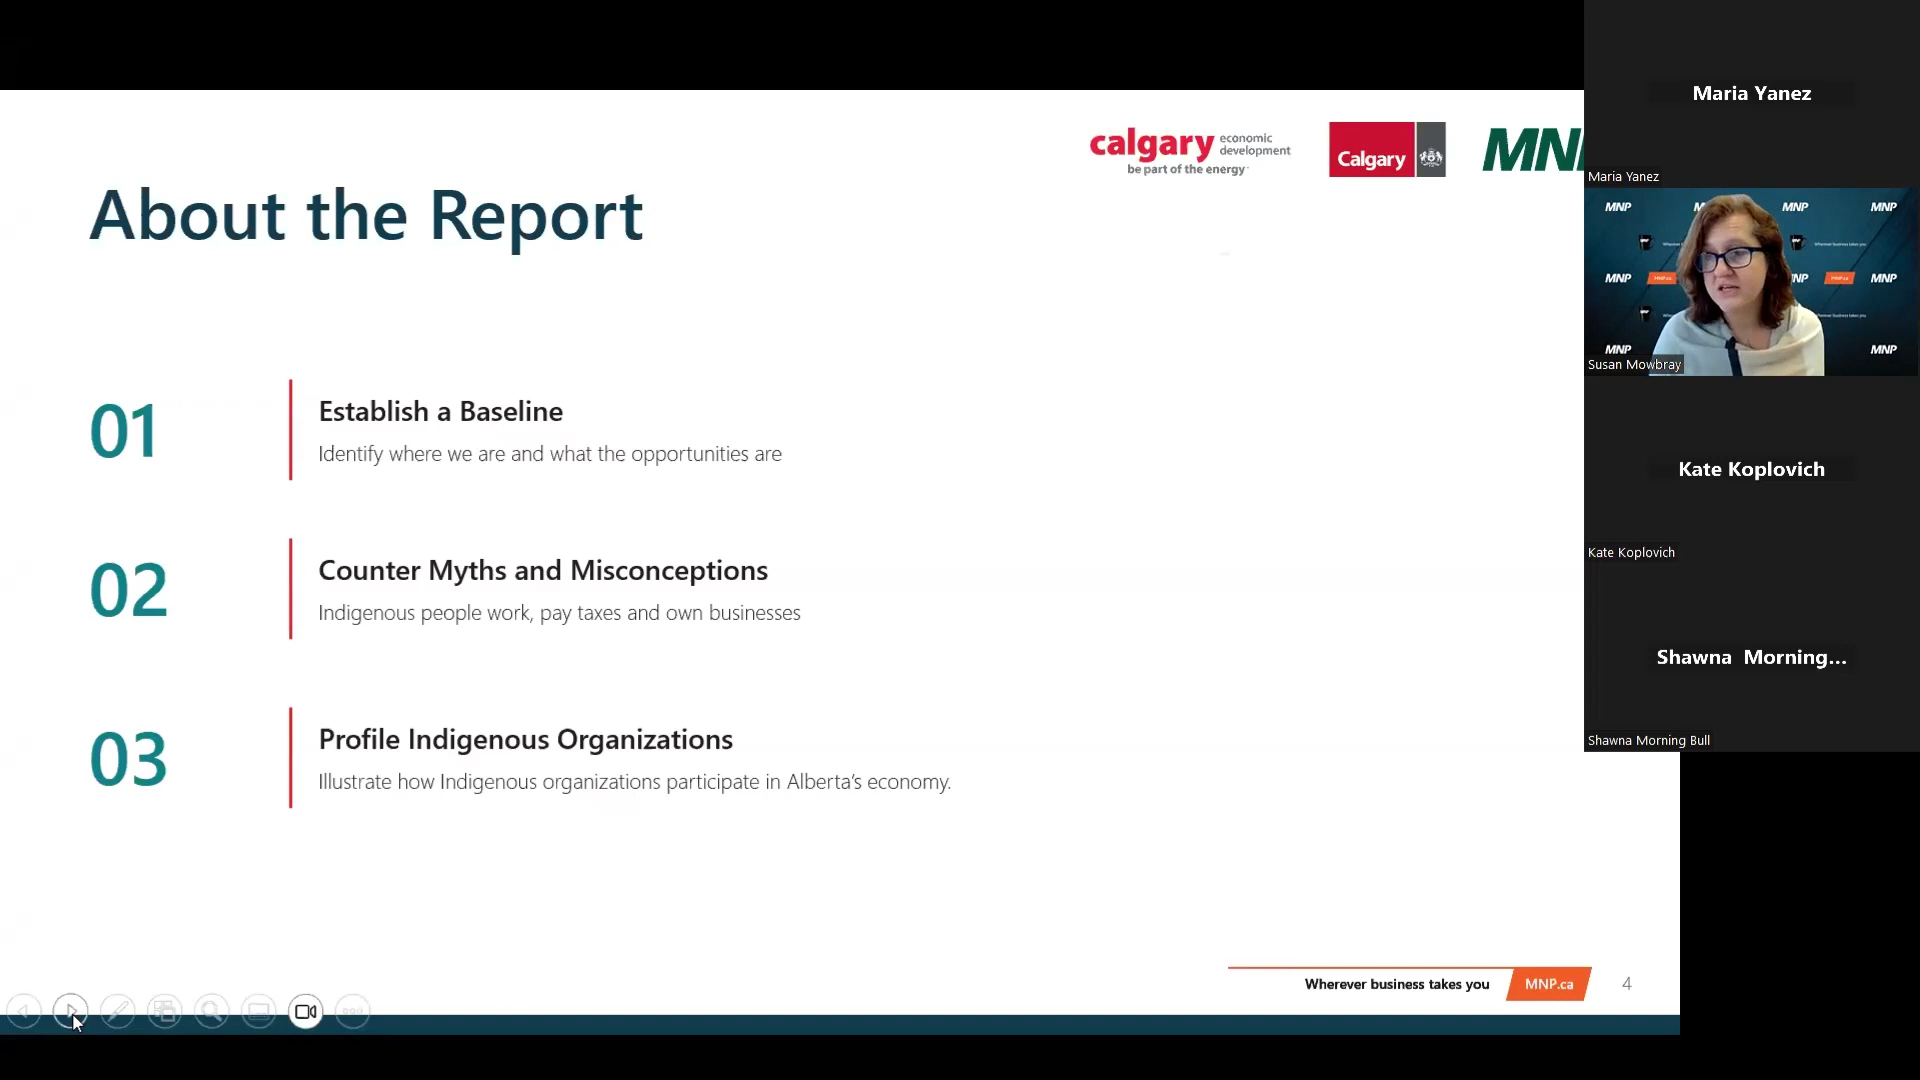 Maria Yanez
calgary economic development
be part of the energy
Calgary
MNP
Maria Yanez
About the Report
MNP MNP MNP
MNP MNP MNP
MNP MNP
Susan Mowbray
01
Establish a Baseline
Identify where we are and what the opportunities are
Kate Koplovich
Kate Koplovich
02
Counter Myths and Misconceptions
Indigenous people work, pay taxes and own businesses
Shawna Morning...
Shawna Morning Bull
03
Profile Indigenous Organizations
Illustrate how Indigenous organizations participate in Alberta's economy.
Wherever business takes you
MNP.ca
4